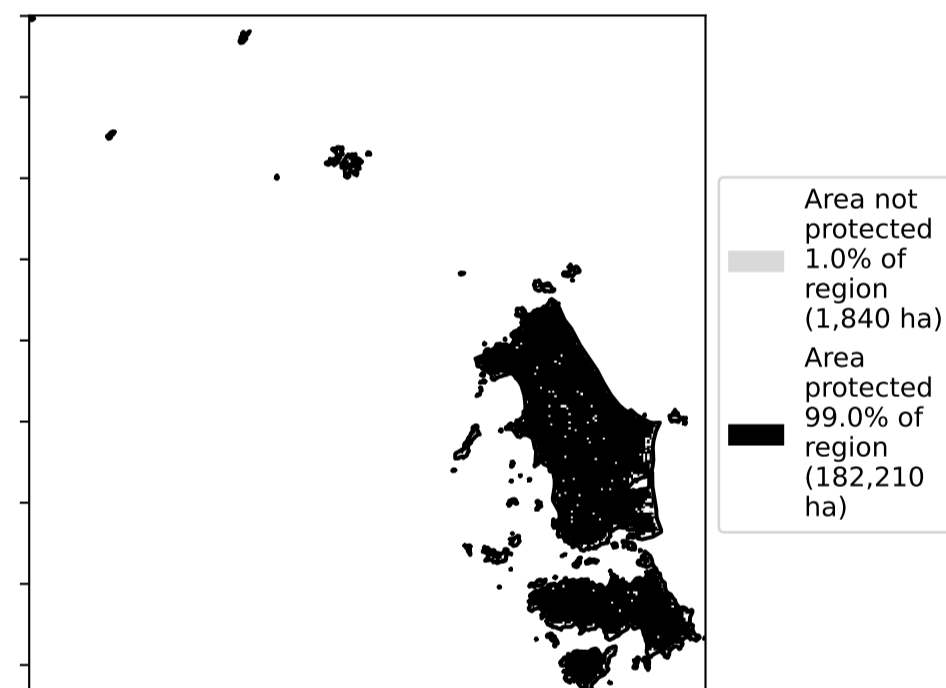 Area not
protected
1.0% of
region
(1,840 ha)
Area
protected
99.0% of
region
(182,210
ha)